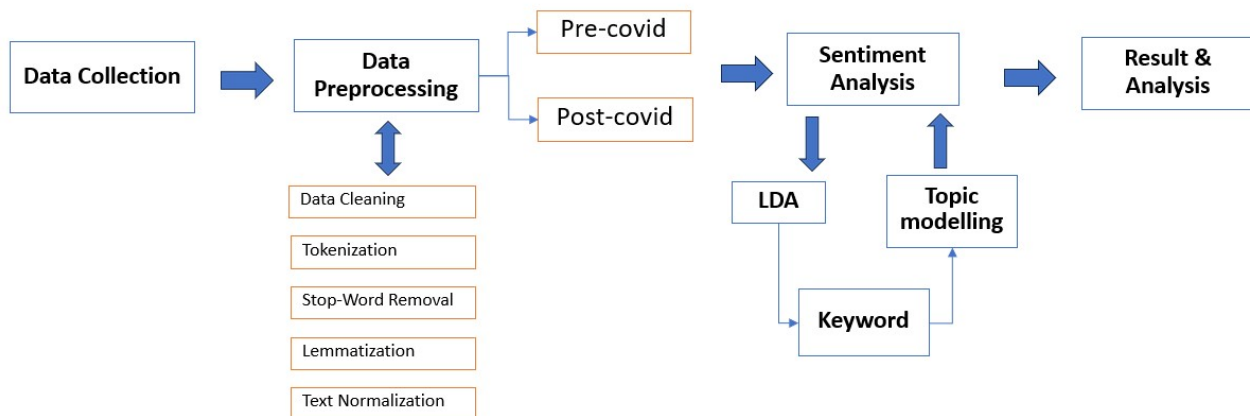 Data Collection
Data
Preprocessing
Pre-covid
Post-covid
Data Cleaning
Tokenization
Stop-Word Removal
Lemmatization
Text Normalization
Sentiment
Analysis
LDA
Keyword
Topic
modelling
Result &
Analysis